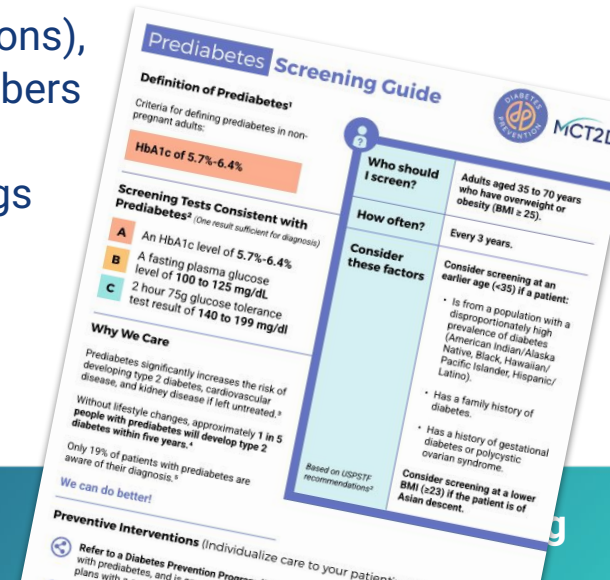 ons),
bers
gs
Prediabetes Screening Guide
DIABETES
dp
PREVENTION
Definition of Prediabetes¹
Criteria for defining prediabetes in non-
pregnant adults:
HbA1c of 5.7%-6.4%
Screening Tests Consistent with
Prediabetes² (One result sufficient for diagnosis)
A An HbA1c level of 5.7%-6.4%
B A fasting plasma glucose
level of 100 to 125 mg/dL
C 2 hour 75g glucose tolerance
test result of 140 to 199 mg/dl
Why We Care
Prediabetes significantly increases the risk of
developing type 2 diabetes, cardiovascular
disease, and kidney disease if left untreated.³
Without lifestyle changes, approximately 1 in 5
people with prediabetes will develop type 2
diabetes within five years.⁴
Only 19% of patients with prediabetes are
aware of their diagnosis.⁵
We can do better!
MCT2D
?
Who should
I screen?
Adults aged 35 to 70 years
who have overweight or
obesity (BMI ≥ 25).
How often?
Every 3 years.
Consider
these factors
Consider screening at an
earlier age (<35) if a patient:
• Is from a population with a
disproportionately high
prevalence of diabetes
(American Indian/Alaska
Native, Black, Hawaiian/
Pacific Islander, Hispanic/
Latino).
• Has a family history of
diabetes.
• Has a history of gestational
diabetes or polycystic
ovarian syndrome.
Consider screening at a lower
BMI (≥23) if the patient is of
Asian descent.
Based on USPSTF
recommendations²
g
Preventive Interventions (Individualize care to your patient
Refer to a Diabetes Prevention Program
with prediabetes, and is
plans with